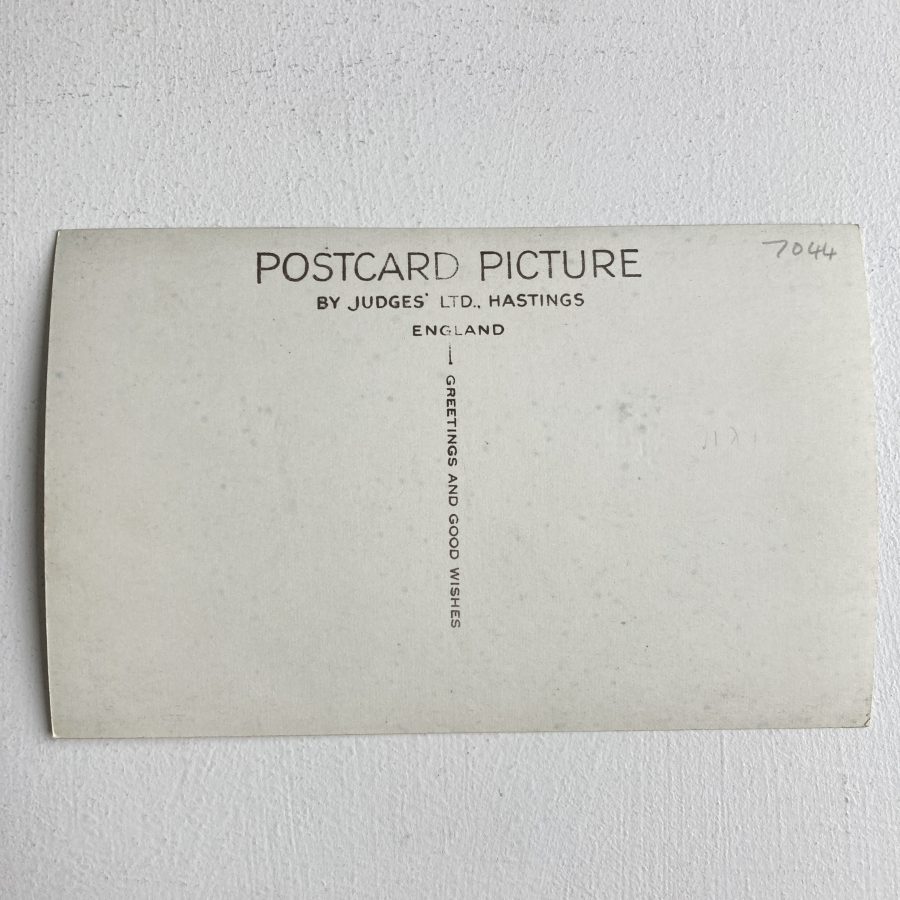 POSTCARD PICTURE
7044
BY JUDGES' LTD., HASTINGS
ENGLAND
GREETINGS AND GOOD WISHES